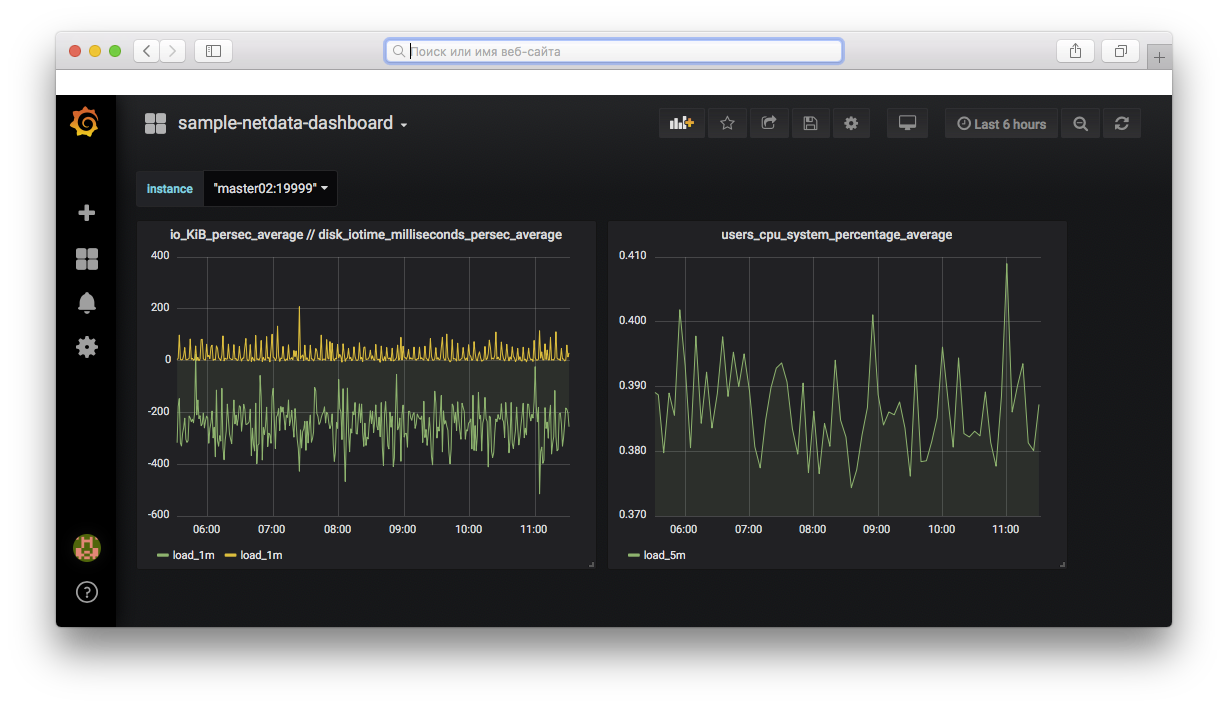 Поиск или имя веб-сайта
sample-netdata-dashboard
Last 6 hours
instance "master02:19999"
io_KiB_persec_average // disk_iotime_milliseconds_persec_average
400
200
0
-200
-400
-600
06:00 07:00 08:00 09:00 10:00 11:00
load_1m load_1m
users_cpu_system_percentage_average
0.410
0.400
0.390
0.380
0.370
06:00 07:00 08:00 09:00 10:00 11:00
load_5m